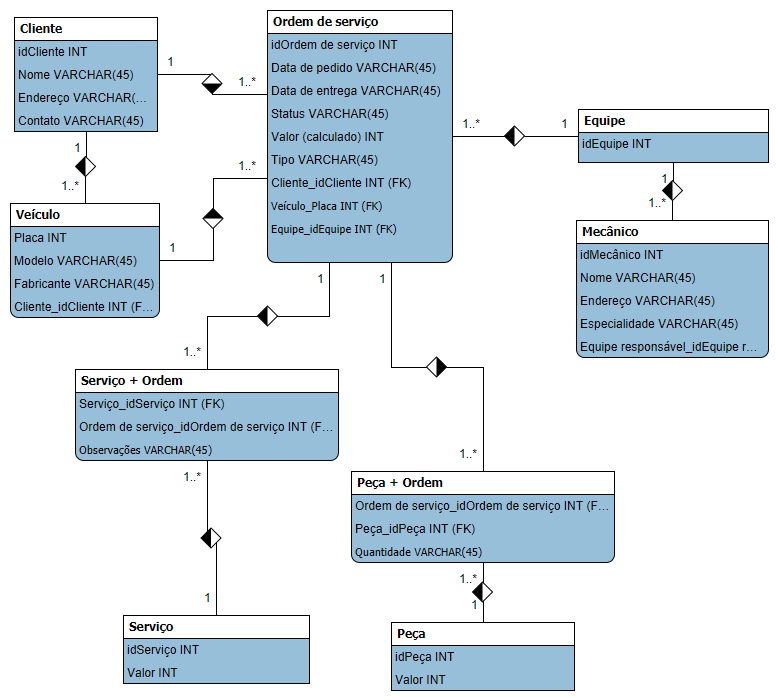 Cliente
idCliente INT
Nome VARCHAR(45)
Endereço VARCHAR(...
Contato VARCHAR(45)
1
1..*
Ordem de serviço
idOrdem de serviço INT
Data de pedido VARCHAR(45)
Data de entrega VARCHAR(45)
Status VARCHAR(45)
Valor (calculado) INT
Tipo VARCHAR(45)
Cliente_idCliente INT (FK)
Veículo_Placa INT (FK)
Equipe_idEquipe INT (FK)
1..*
1
Equipe
idEquipe INT
1
1..*
1
1..*
Mecânico
idMecânico INT
Nome VARCHAR(45)
Endereço VARCHAR(45)
Especialidade VARCHAR(45)
Equipe responsável_idEquipe r...
Veículo
Placa INT
Modelo VARCHAR(45)
Fabricante VARCHAR(45)
Cliente_idCliente INT (F...
1..*
1
1
1
1..*
Serviço + Ordem
Serviço_idServiço INT (FK)
Ordem de serviço_idOrdem de serviço INT (F...
Observações VARCHAR(45)
1..*
1..*
Peça + Ordem
Ordem de serviço_idOrdem de serviço INT (F...
Peça_idPeça INT (FK)
Quantidade VARCHAR(45)
1..*
1
1
Serviço
idServiço INT
Valor INT
Peça
idPeça INT
Valor INT